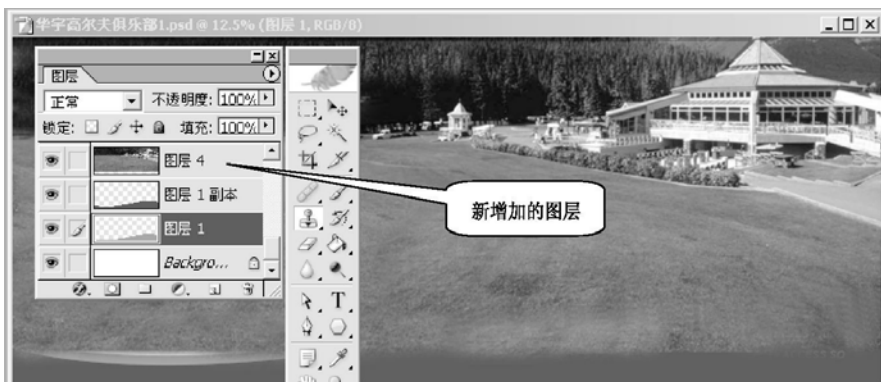 华宇高尔夫俱乐部1.psd @ 12.5% (图层 1, RGB/8)
图层
正常 不透明度: 100%
锁定: 填充: 100%
图层 4
图层 1 副本
图层 1
Backgro...
新增加的图层
T